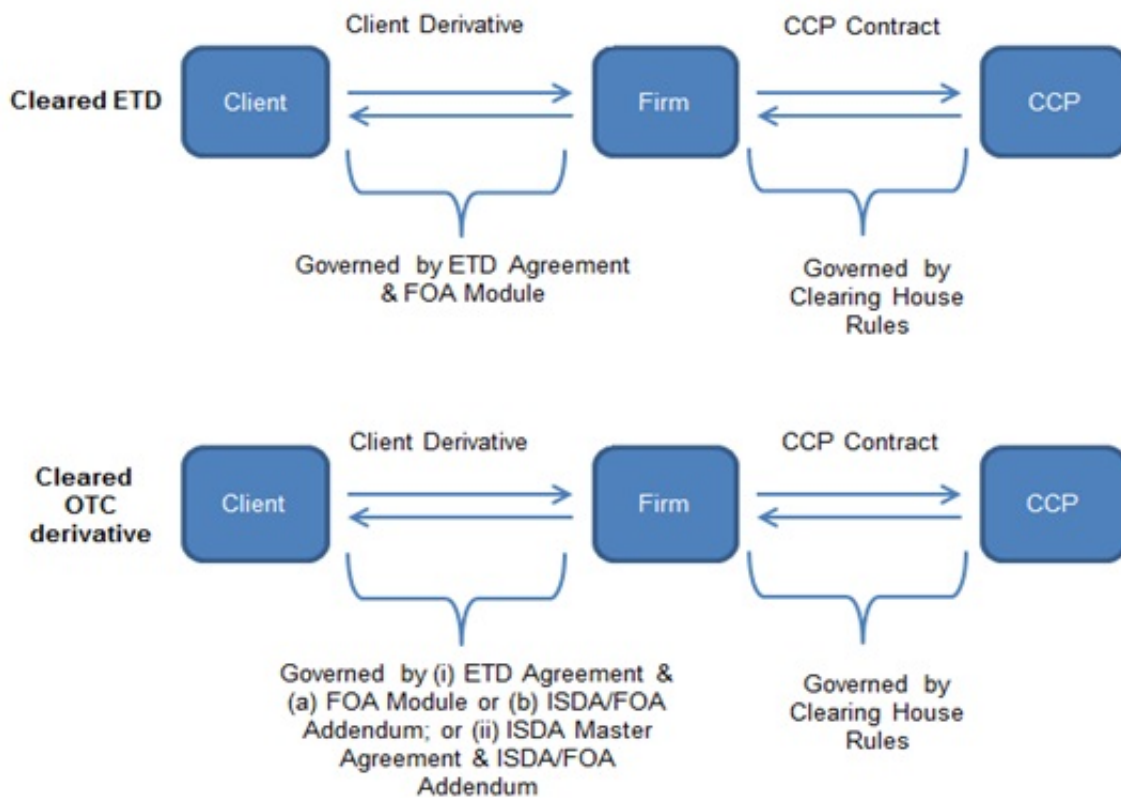 Client Derivative
CCP Contract
Cleared ETD
Client
Firm
CCP
Governed by ETD Agreement
& FOA Module
Governed by
Clearing House
Rules
Client Derivative
CCP Contract
Cleared
OTC
derivative
Client
Firm
CCP
Governed by (i) ETD Agreement &
(a) FOA Module or (b) ISDA/FOA
Addendum; or (ii) ISDA Master
Agreement & ISDA/FOA
Addendum
Governed by
Clearing House
Rules